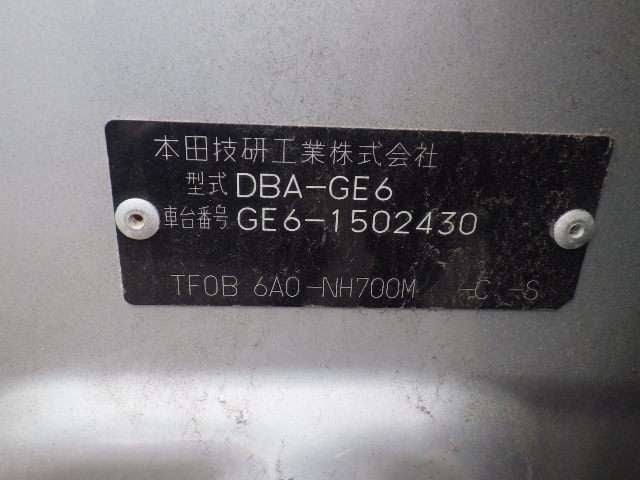 本田技研工業株式会社
型式 DBA-GE6
車台番号 GE6-1502430
TF0B 6A0-NH700M -C -S